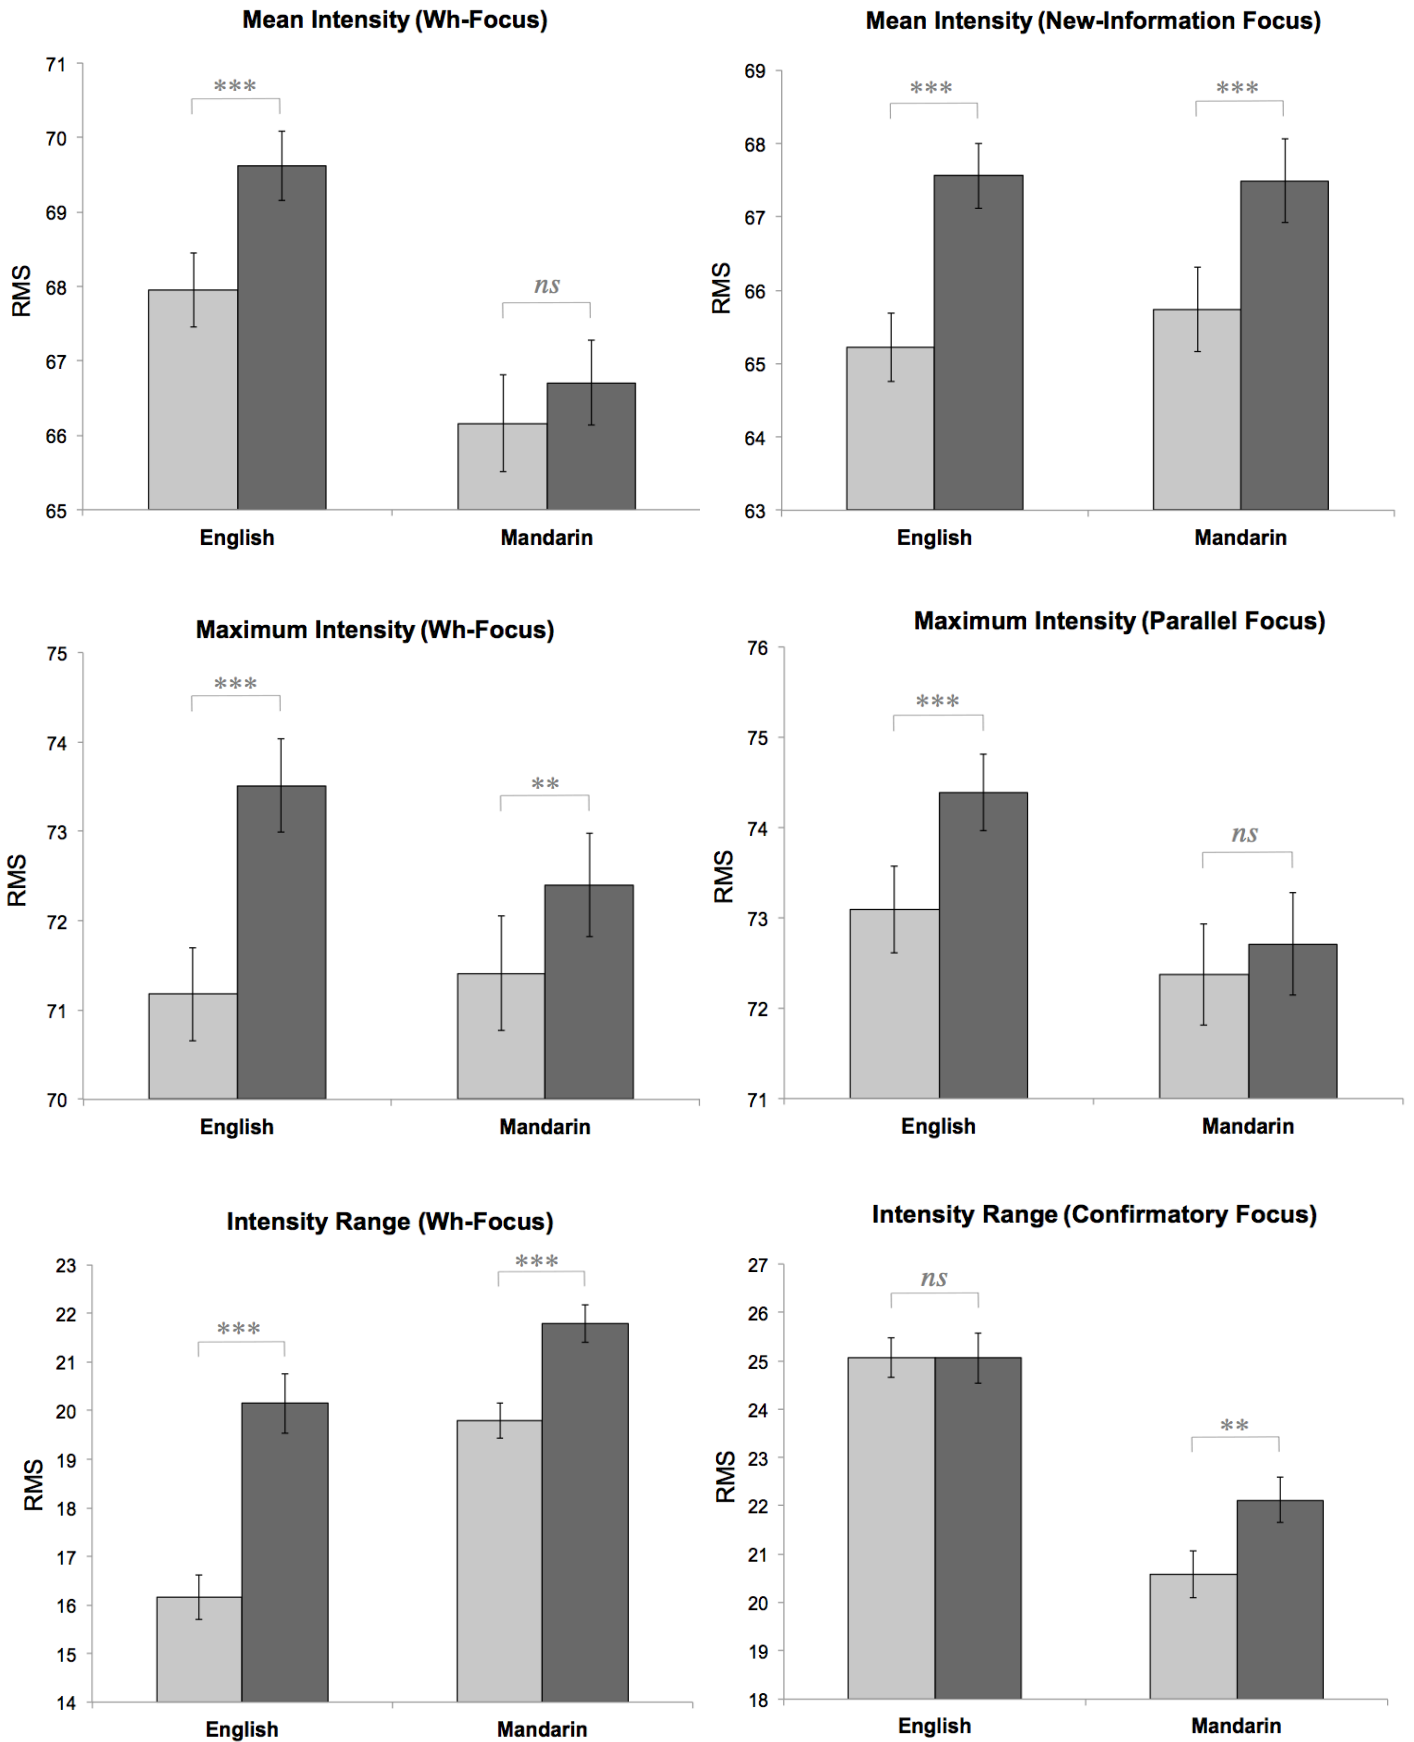 Mean Intensity (Wh-Focus)
71
70
69
68
67
66
65
RMS
***
ns
English Mandarin
Mean Intensity (New-Information Focus)
69
68
67
66
65
64
63
RMS
***
***
English Mandarin
Maximum Intensity (Wh-Focus)
75
74
73
72
71
70
RMS
***
**
English Mandarin
Maximum Intensity (Parallel Focus)
76
75
74
73
72
71
RMS
***
ns
English Mandarin
Intensity Range (Wh-Focus)
23
22
21
20
19
18
17
16
15
14
RMS
***
***
English Mandarin
Intensity Range (Confirmatory Focus)
27
26
25
24
23
22
21
20
19
18
RMS
ns
**
English Mandarin